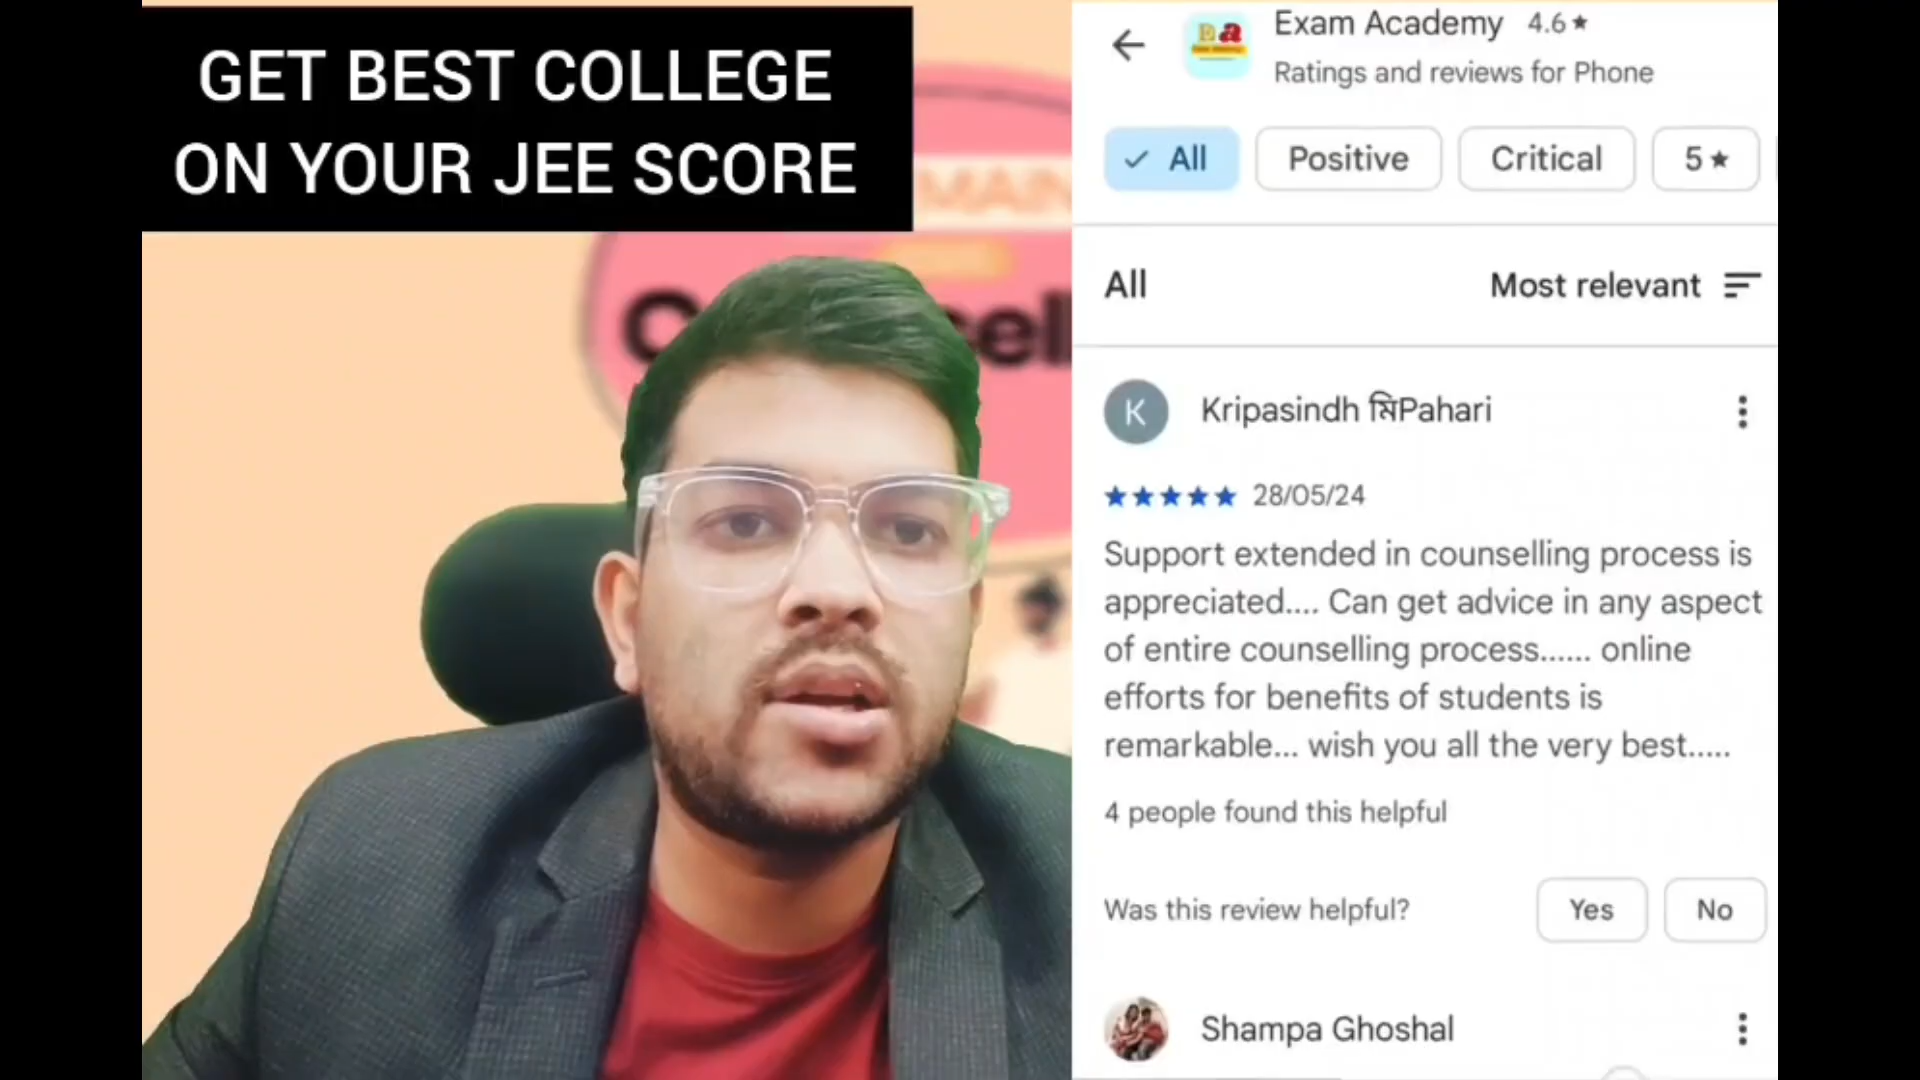 GET BEST COLLEGE
ON YOUR JEE SCORE
MAIN
Exam Academy 4.6★
Ratings and reviews for Phone
All
Positive
Critical
5★
All
Most relevant
K
Kripasindh মিPahari
★★★★★ 28/05/24
Support extended in counselling process is
appreciated.... Can get advice in any aspect
of entire counselling process...... online
efforts for benefits of students is
remarkable... wish you all the very best.....
4 people found this helpful
Was this review helpful?
Yes
No
Shampa Ghoshal